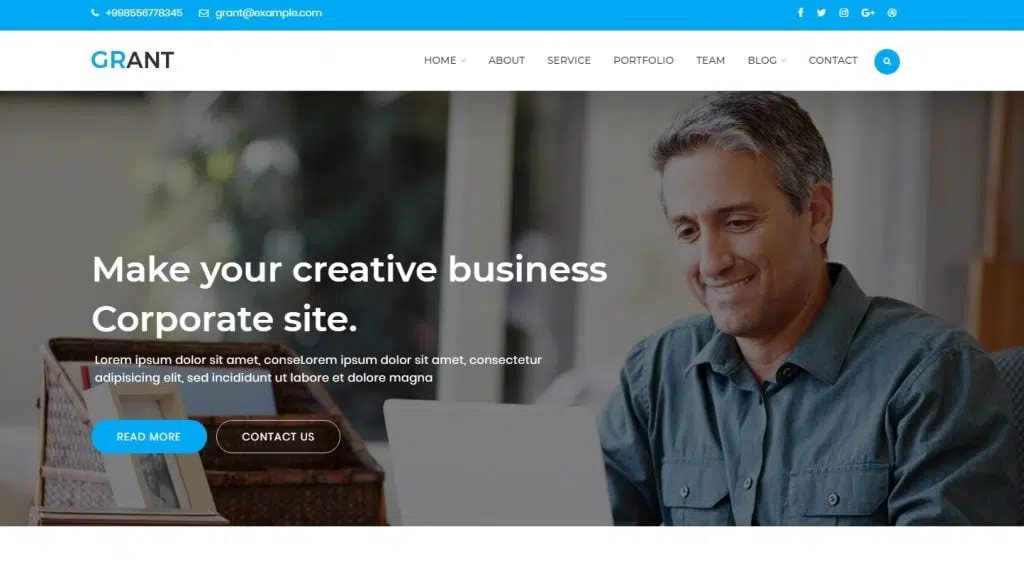 +998556778345 grant@example.com
GRANT
HOME ABOUT SERVICE PORTFOLIO TEAM BLOG CONTACT
Make your creative business
Corporate site.
Lorem ipsum dolor sit amet, conseLorem ipsum dolor sit amet, consectetur
adipisicing elit, sed incididunt ut labore et dolore magna
READ MORE CONTACT US